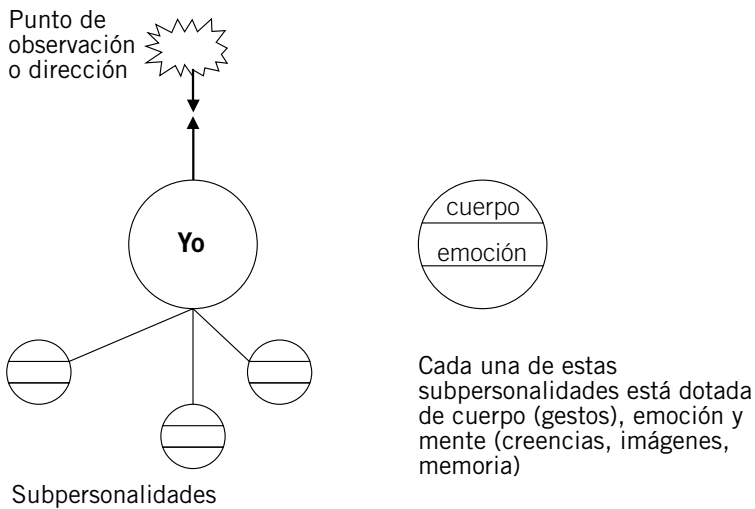 Punto de
observación
o dirección
Yo
Subpersonalidades
cuerpo
emoción
Cada una de estas
subpersonalidades está dotada
de cuerpo (gestos), emoción y
mente (creencias, imágenes,
memoria)